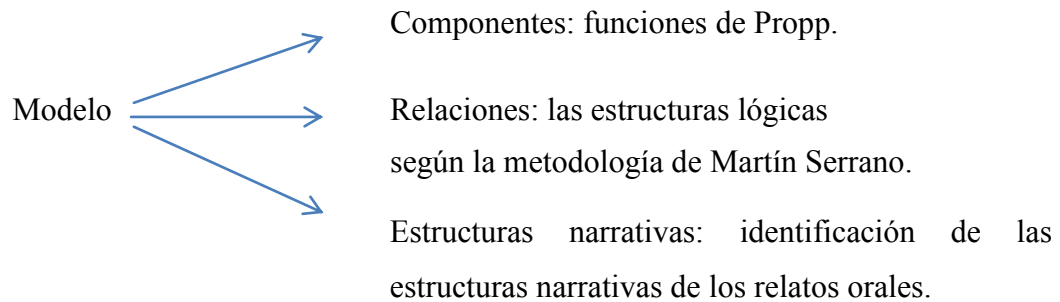 Componentes: funciones de Propp.
Modelo
Relaciones: las estructuras lógicas
según la metodología de Martín Serrano.
Estructuras narrativas: identificación de las
estructuras narrativas de los relatos orales.